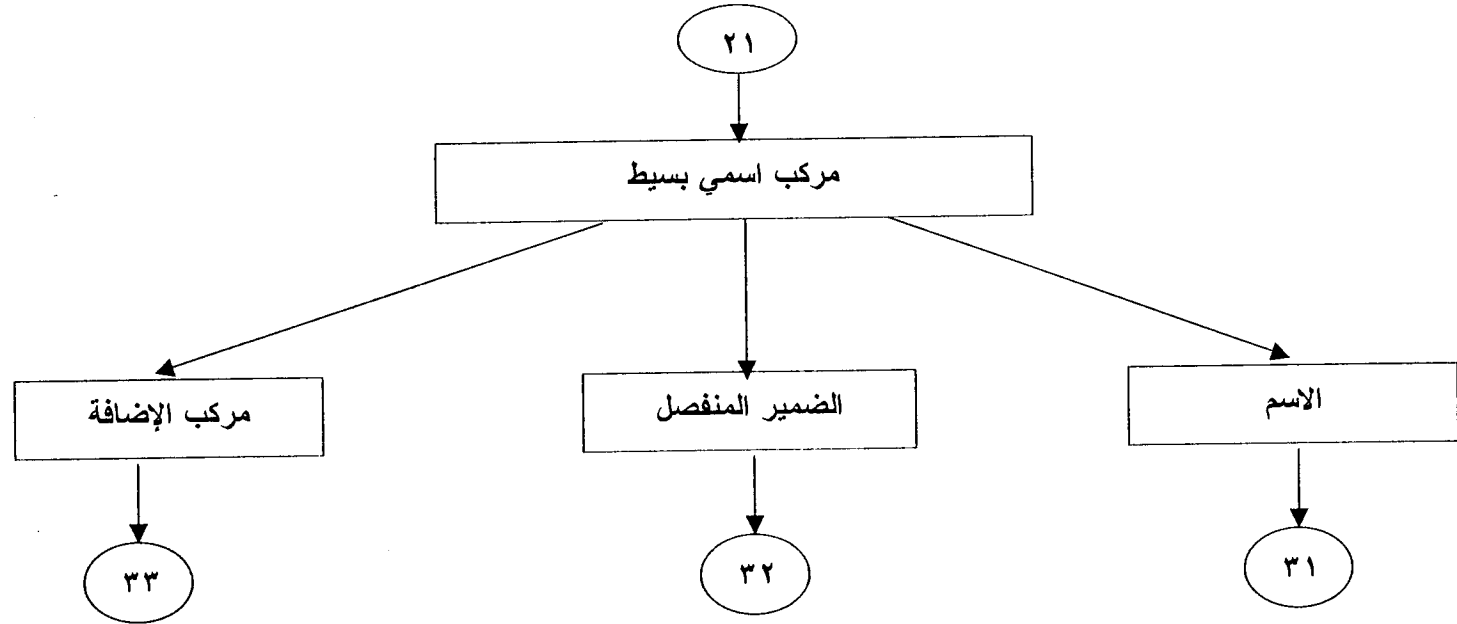 ٢١
مركب اسمي بسيط
الاسم
الضمير المنفصل
مركب الإضافة
٣١
٣٢
٣٣